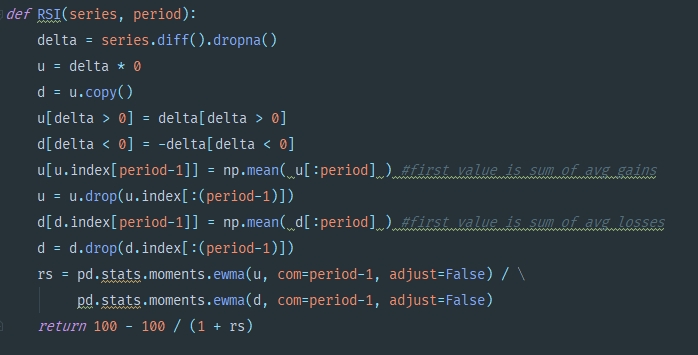 def RSI(series, period):
    delta = series.diff().dropna()
    u = delta * 0
    d = u.copy()
    u[delta > 0] = delta[delta > 0]
    d[delta < 0] = -delta[delta < 0]
    u[u.index[period-1]] = np.mean( u[:period] ) #first value is sum of avg gains
    u = u.drop(u.index[:(period-1)])
    d[d.index[period-1]] = np.mean( d[:period] ) #first value is sum of avg losses
    d = d.drop(d.index[:(period-1)])
    rs = pd.stats.moments.ewma(u, com=period-1, adjust=False) / \
         pd.stats.moments.ewma(d, com=period-1, adjust=False)
    return 100 - 100 / (1 + rs)